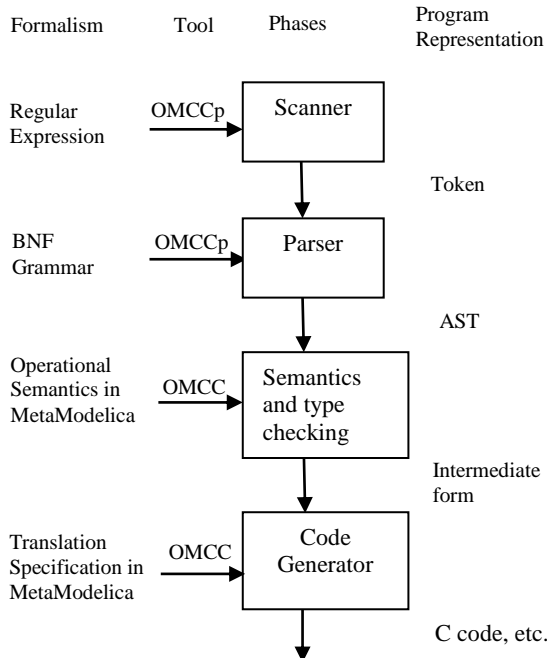 Formalism Tool Phases Program
Representation
Regular
Expression
OMCCp
Scanner
Token
BNF
Grammar
OMCCp
Parser
AST
Operational
Semantics in
MetaModelica
OMCC
Semantics
and type
checking
Intermediate
form
Translation
Specification in
MetaModelica
OMCC
Code
Generator
C code, etc.